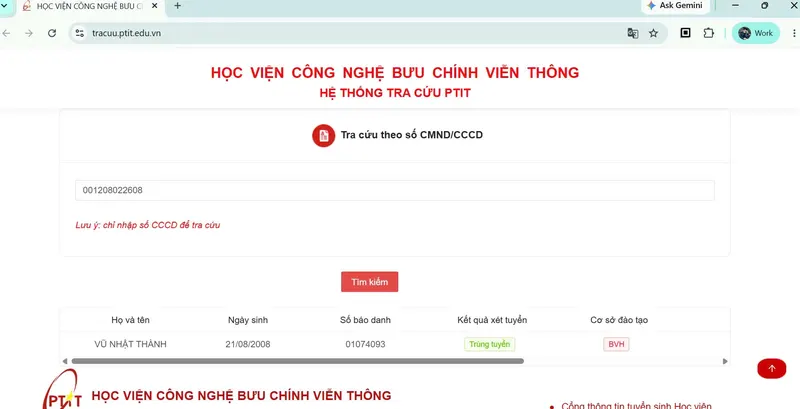 HỌC VIỆN CÔNG NGHỆ BƯU C
Ask Gemini
tracuu.ptit.edu.vn
Work
HỌC VIỆN CÔNG NGHỆ BƯU CHÍNH VIỄN THÔNG
HỆ THỐNG TRA CỨU PTIT
Tra cứu theo số CMND/CCCD
001208022608
Lưu ý: chỉ nhập số CCCD để tra cứu
Tìm kiếm
Họ và tên Ngày sinh Số báo danh Kết quả xét tuyển Cơ sở đào tạo
VŨ NHẬT THÀNH 21/08/2008 01074093 Trúng tuyển BVH
PTIT
HỌC VIỆN CÔNG NGHỆ BƯU CHÍNH VIỄN THÔNG
Cổng thông tin tuyển sinh Học viện